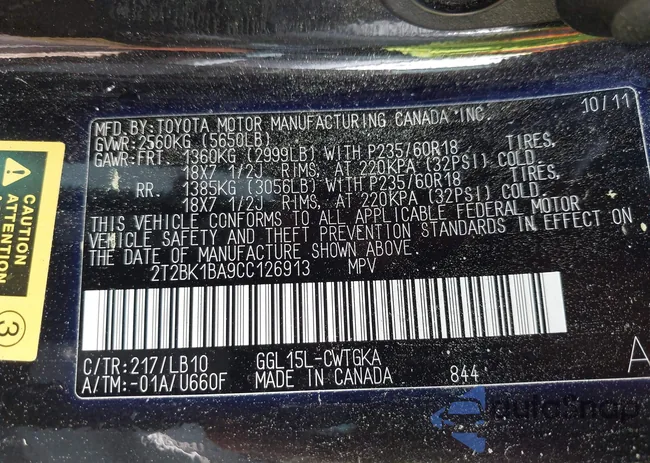 MFD. BY: TOYOTA MOTOR MANUFACTURING CANADA INC. 10/11
GVWR: 2560KG (5650LB)
GAWR: FRT 1360KG (2999LB) WITH P235/60R18 TIRES,
18X7 1/2J RIMS, AT 220KPA (32PSI) COLD.
RR 1385KG (3056LB) WITH P235/60R18 TIRES,
18X7 1/2J RIMS, AT 220KPA (32PSI) COLD.
THIS VEHICLE CONFORMS TO ALL APPLICABLE FEDERAL MOTOR
VEHICLE SAFETY AND THEFT PREVENTION STANDARDS IN EFFECT ON
THE DATE OF MANUFACTURE SHOWN ABOVE.
2T2BK1BA9CC126913 MPV
C/TR: 217/LB10 GGL15L-CWTGKA A
A/TM: -01A/U660F MADE IN CANADA 844
CAUTION
ATTENTION
3
autosnap